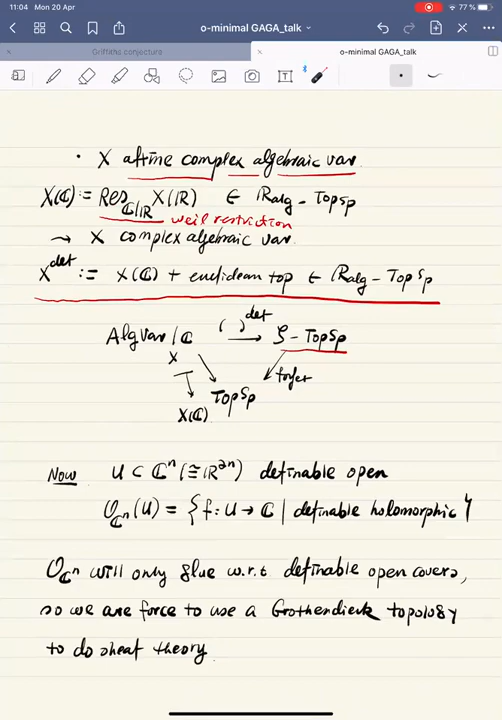 11:04 Mon 20 Apr
77 %
o-minimal GAGA_talk
Griffiths conjecture
o-minimal GAGA_talk
• X affine complex algebraic var.
X(ℂ) := Res_{ℂ/ℝ} X(ℝ) ∈ ℝ_alg - TopSp
weil restriction
⇝ X complex algebraic var.
X^def := X(ℂ) + euclidean top ∈ ℝ_alg - TopSp
AlgVar/ℂ ( )^def ⟶ S - TopSp
X
forget
TopSp
X(ℂ)
Now U ⊂ ℂ^n (≅ ℝ^{2n}) definable open
O_{ℂ^n}(U) = { f: U → ℂ | definable holomorphic }
O_{ℂ^n} will only glue w.r.t definable open covers,
so we are force to use a Grothendieck topology
to do sheaf theory.